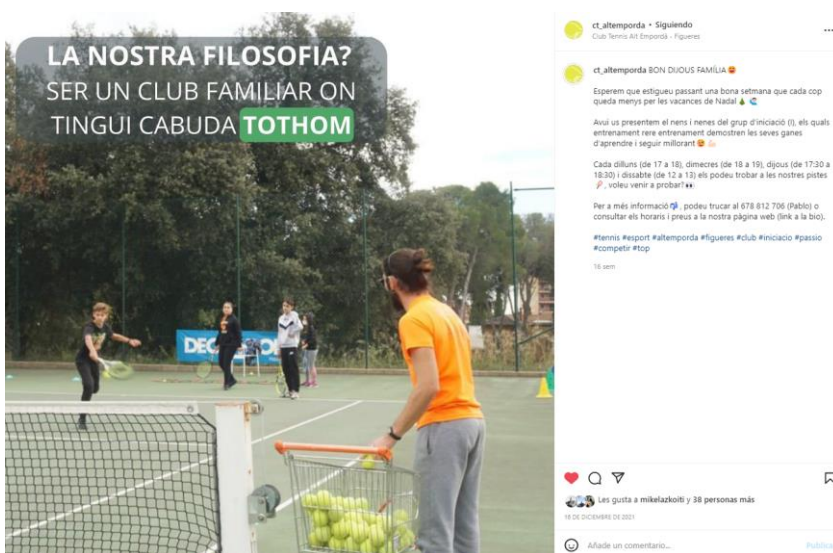 LA NOSTRA FILOSOFIA?
SER UN CLUB FAMILIAR ON
TINGUI CABUDA TOTHOM
ct_altemporda • Siguiendo
Club Tennis Alt Empordà - Figueres
ct_altemporda BON DIJOUS FAMÍLIA
Esperem que estigueu passant una bona setmana que cada cop
queda menys per les vacances de Nadal
Avui us presentem el nens i nenes del grup d'iniciació (I), els quals
entrenament rere entrenament demostren les seves ganes
d'aprendre i seguir millorant
Cada dilluns (de 17 a 18), dimecres (de 18 a 19), dijous (de 17:30 a
18:30) i dissabte (de 12 a 13) els podeu trobar a les nostres pistes
, voleu venir a probar?
Per a més informació , podeu trucar al 678 812 706 (Pablo) o
consultar els horaris i preus a la nostra pàgina web (link a la bio).
#tennis #esport #altemporda #figueres #club #iniciacio #passio
#competir #top
16 sem
Les gusta a mikelazkoiti y 38 personas más
16 DE DICIEMBRE DE 2021
Añade un comentario...
Publicar